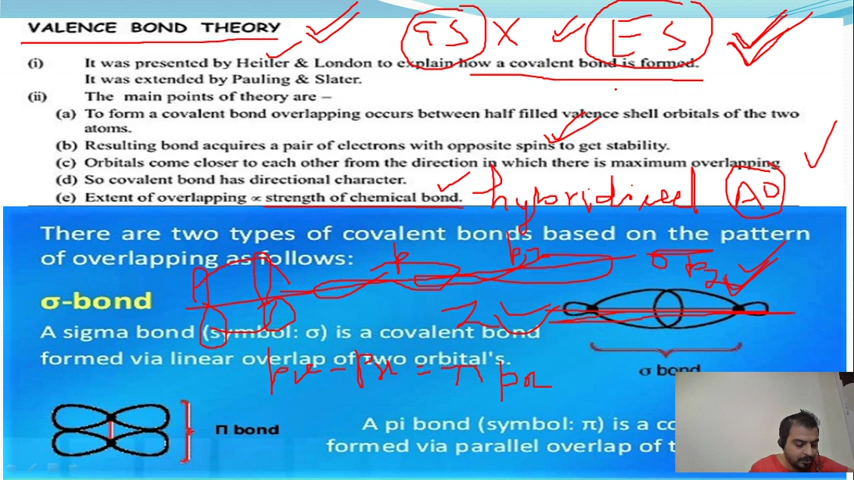 VALENCE BOND THEORY
GS X ES
(i) It was presented by Heitler & London to explain how a covalent bond is formed.
It was extended by Pauling & Slater.
(ii) The main points of theory are –
(a) To form a covalent bond overlapping occurs between half filled valence shell orbitals of the two
atoms.
(b) Resulting bond acquires a pair of electrons with opposite spins to get stability.
(c) Orbitals come closer to each other from the direction in which there is maximum overlapping
(d) So covalent bond has directional character.
(e) Extent of overlapping ∝ strength of chemical bond.
hybridised AO
There are two types of covalent bonds based on the pattern
of overlapping as follows:
σ-bond
A sigma bond (symbol: σ) is a covalent bond
formed via linear overlap of two orbital's.
σ bond
Π bond
A pi bond (symbol: π) is a
formed via parallel overlap of